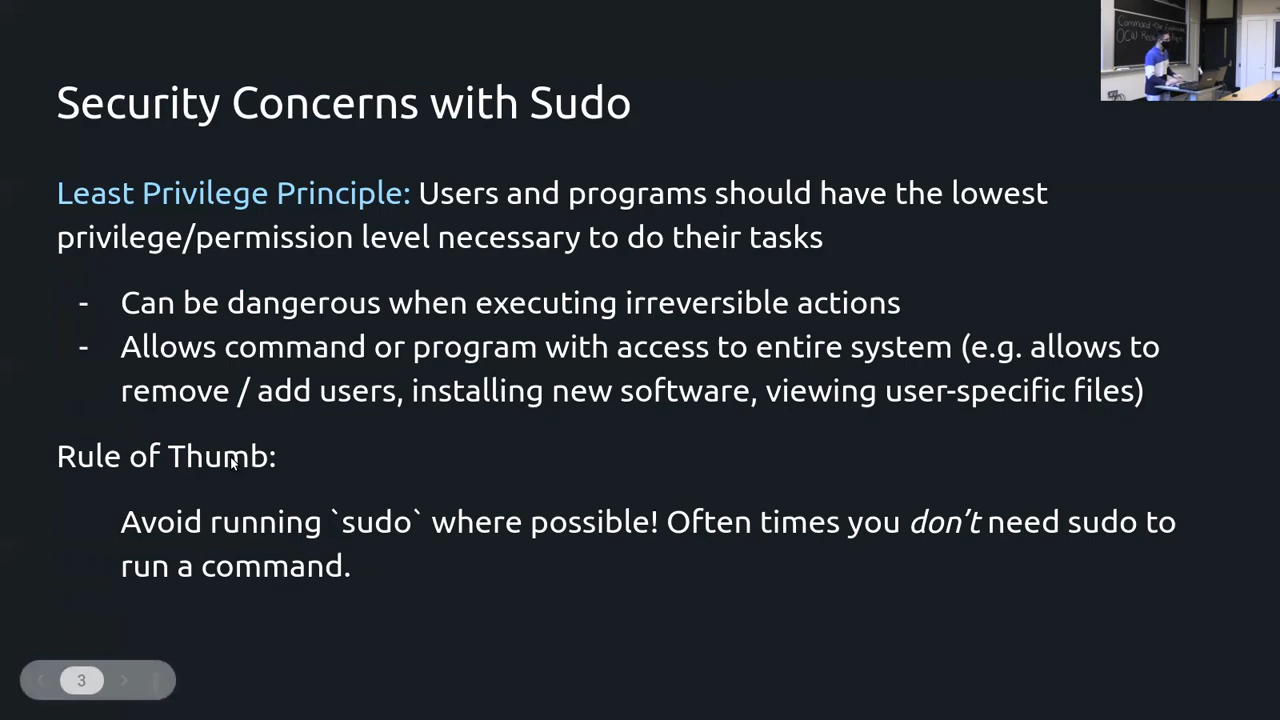 Security Concerns with Sudo
Least Privilege Principle: Users and programs should have the lowest
privilege/permission level necessary to do their tasks
- Can be dangerous when executing irreversible actions
- Allows command or program with access to entire system (e.g. allows to
remove / add users, installing new software, viewing user-specific files)
Rule of Thumb:
Avoid running `sudo` where possible! Often times you don't need sudo to
run a command.
3